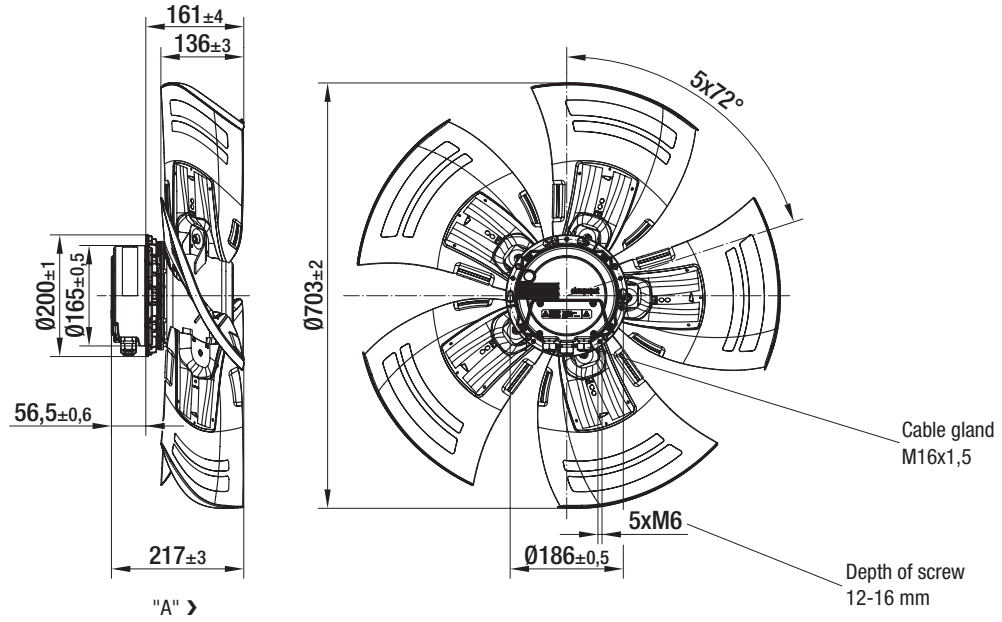 161±4
136±3
5x72°
Ø200±1
Ø165±0,5
Ø703±2
56,5±0,6
Cable gland
M16x1,5
5xM6
217±3
Ø186±0,5
Depth of screw
12-16 mm
"A" ❯